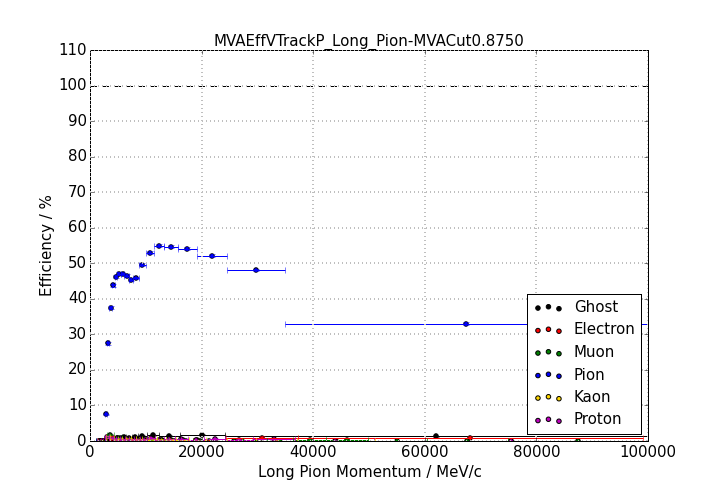 MVAEffVTrackP_Long_Pion-MVACut0.8750
110
100
90
80
70
60
50
40
30
20
10
0
Efficiency / %
Ghost
Electron
Muon
Pion
Kaon
Proton
0 20000 40000 60000 80000 100000
Long Pion Momentum / MeV/c